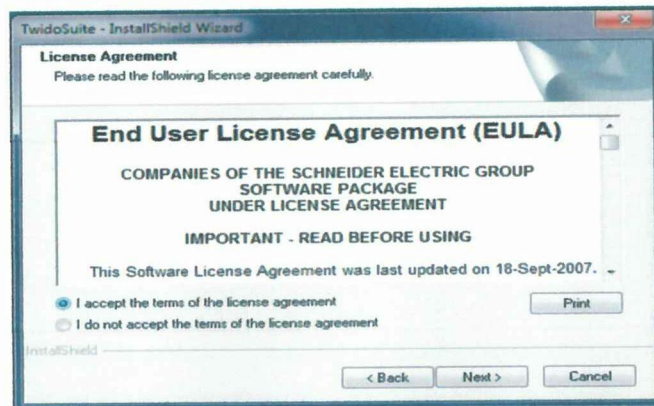 TwidoSuite - InstallShield Wizard
License Agreement
Please read the following license agreement carefully.
End User License Agreement (EULA)
COMPANIES OF THE SCHNEIDER ELECTRIC GROUP
SOFTWARE PACKAGE
UNDER LICENSE AGREEMENT
IMPORTANT - READ BEFORE USING
This Software License Agreement was last updated on 18-Sept-2007.
I accept the terms of the license agreement
Print
I do not accept the terms of the license agreement
InstallShield
< Back
Next >
Cancel